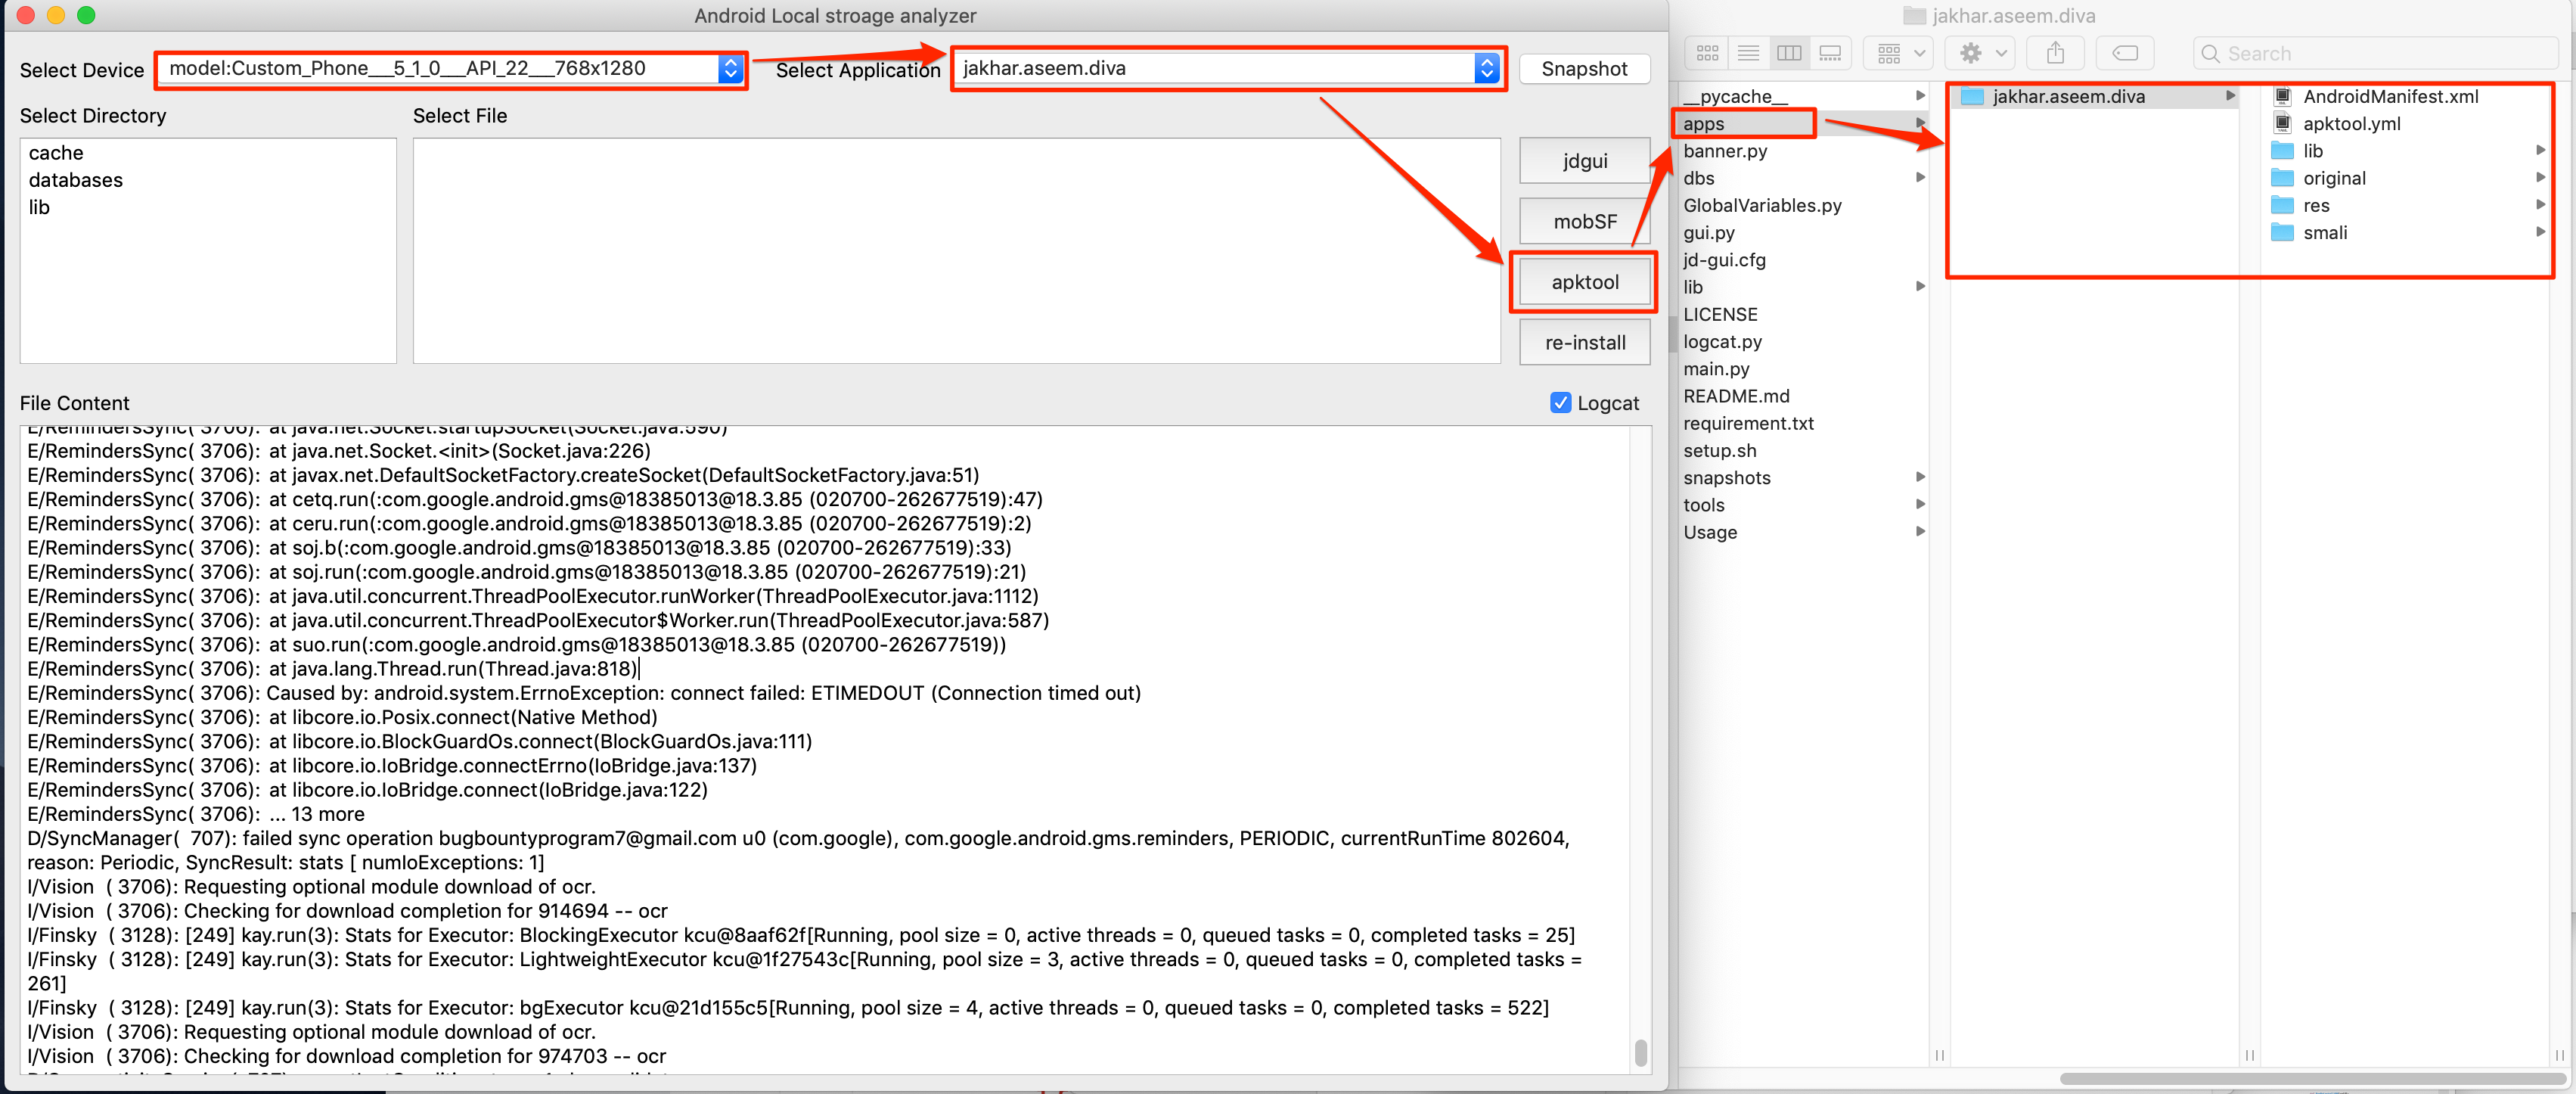 Android Local stroage analyzer
Select Device
model:Custom_Phone___5_1_0___API_22___768x1280
Select Application
jakhar.aseem.diva
Snapshot
Select Directory
Select File
cache
databases
lib
jdgui
mobSF
apktool
re-install
File Content
Logcat
E/RemindersSync( 3706): at java.net.Socket.startupSocket(Socket.java:590)
E/RemindersSync( 3706): at java.net.Socket.<init>(Socket.java:226)
E/RemindersSync( 3706): at javax.net.DefaultSocketFactory.createSocket(DefaultSocketFactory.java:51)
E/RemindersSync( 3706): at cetq.run(:com.google.android.gms@18385013@18.3.85 (020700-262677519):47)
E/RemindersSync( 3706): at ceru.run(:com.google.android.gms@18385013@18.3.85 (020700-262677519):2)
E/RemindersSync( 3706): at soj.b(:com.google.android.gms@18385013@18.3.85 (020700-262677519):33)
E/RemindersSync( 3706): at soj.run(:com.google.android.gms@18385013@18.3.85 (020700-262677519):21)
E/RemindersSync( 3706): at java.util.concurrent.ThreadPoolExecutor.runWorker(ThreadPoolExecutor.java:1112)
E/RemindersSync( 3706): at java.util.concurrent.ThreadPoolExecutor$Worker.run(ThreadPoolExecutor.java:587)
E/RemindersSync( 3706): at suo.run(:com.google.android.gms@18385013@18.3.85 (020700-262677519))
E/RemindersSync( 3706): at java.lang.Thread.run(Thread.java:818)
E/RemindersSync( 3706): Caused by: android.system.ErrnoException: connect failed: ETIMEDOUT (Connection timed out)
E/RemindersSync( 3706): at libcore.io.Posix.connect(Native Method)
E/RemindersSync( 3706): at libcore.io.BlockGuardOs.connect(BlockGuardOs.java:111)
E/RemindersSync( 3706): at libcore.io.IoBridge.connectErrno(IoBridge.java:137)
E/RemindersSync( 3706): at libcore.io.IoBridge.connect(IoBridge.java:122)
E/RemindersSync( 3706): ... 13 more
D/SyncManager( 707): failed sync operation bugbountyprogram7@gmail.com u0 (com.google), com.google.android.gms.reminders, PERIODIC, currentRunTime 802604,
reason: Periodic, SyncResult: stats [ numIoExceptions: 1]
I/Vision ( 3706): Requesting optional module download of ocr.
I/Vision ( 3706): Checking for download completion for 914694 -- ocr
I/Finsky ( 3128): [249] kay.run(3): Stats for Executor: BlockingExecutor kcu@8aaf62f[Running, pool size = 0, active threads = 0, queued tasks = 0, completed tasks = 25]
I/Finsky ( 3128): [249] kay.run(3): Stats for Executor: LightweightExecutor kcu@1f27543c[Running, pool size = 3, active threads = 0, queued tasks = 0, completed tasks =
261]
I/Finsky ( 3128): [249] kay.run(3): Stats for Executor: bgExecutor kcu@21d155c5[Running, pool size = 4, active threads = 0, queued tasks = 0, completed tasks = 522]
I/Vision ( 3706): Requesting optional module download of ocr.
I/Vision ( 3706): Checking for download completion for 974703 -- ocr
jakhar.aseem.diva
Search
__pycache__
apps
banner.py
dbs
GlobalVariables.py
gui.py
jd-gui.cfg
lib
LICENSE
logcat.py
main.py
README.md
requirement.txt
setup.sh
snapshots
tools
Usage
jakhar.aseem.diva
AndroidManifest.xml
apktool.yml
lib
original
res
smali